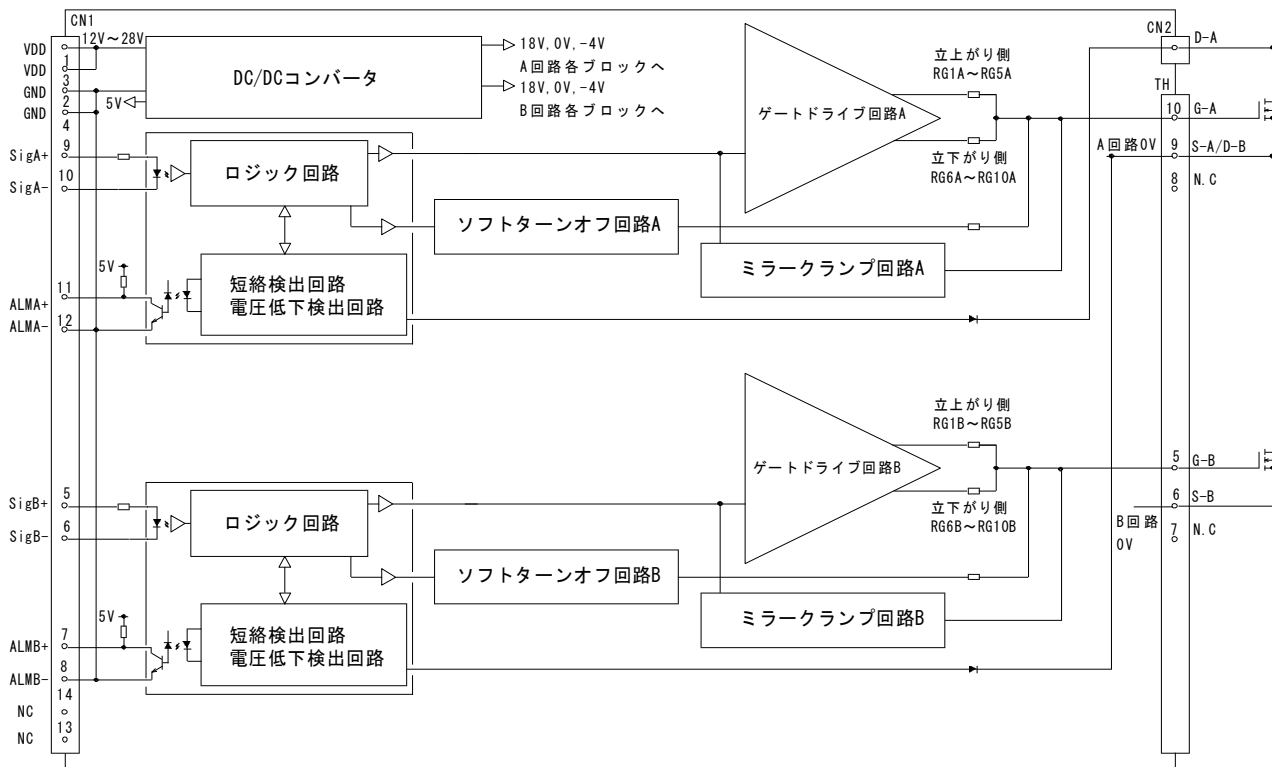 CN1
12V~28V
VDD
1
VDD
3
GND
2
GND
4
5V
DC/DCコンバータ
18V,0V,-4V
A回路各ブロックへ
18V,0V,-4V
B回路各ブロックへ
SigA+
9
10
SigA-
ロジック回路
ソフトターンオフ回路A
5V
11
ALMA+
ALMA-
12
短絡検出回路
電圧低下検出回路
ゲートドライブ回路A
立上がり側
RG1A~RG5A
立下がり側
RG6A~RG10A
ミラークランプ回路A
CN2
D-A
TH
10
G-A
A回路0V
9
S-A/D-B
8
N.C
SigB+
5
6
SigB-
ロジック回路
ソフトターンオフ回路B
5V
7
ALMB+
8
ALMB-
短絡検出回路
電圧低下検出回路
14
NC
13
NC
ゲートドライブ回路B
立上がり側
RG1B~RG5B
立下がり側
RG6B~RG10B
ミラークランプ回路B
5
G-B
6
S-B
B回路
0V
7
N.C